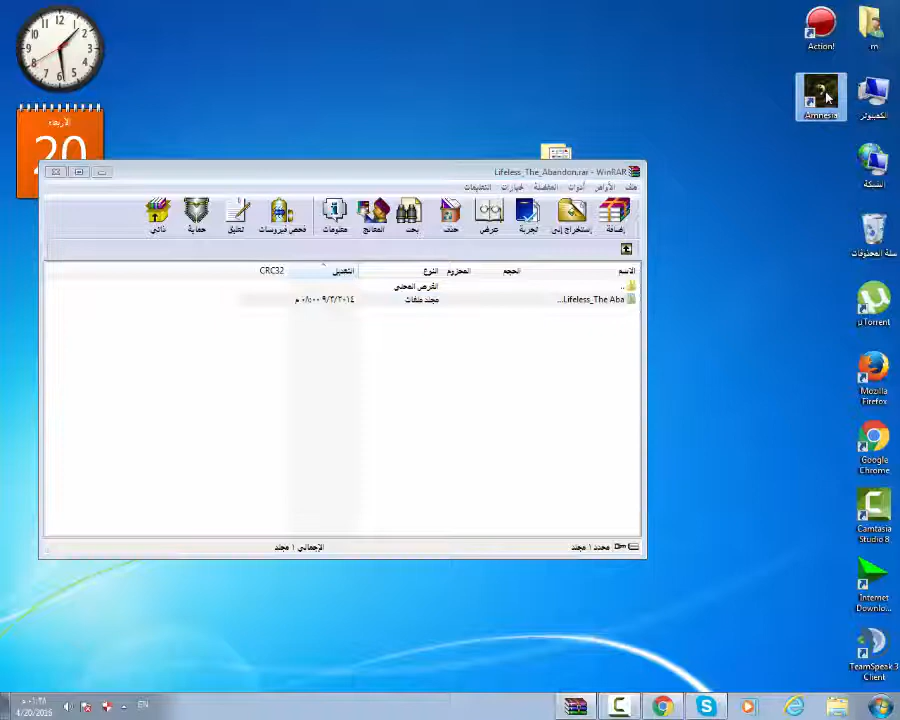 الأربعاء
20
Action!
m
Amnesia
الكمبيوتر
الشبكة
سلة المحذوفات
µTorrent
Mozilla
Firefox
Google
Chrome
Camtasia
Studio 8
Internet
Downlo...
TeamSpeak 3
Client
Lifeless_The_Abandon.rar - WinRAR
ملف الأوامر أدوات المفضلة خيارات التعليمات
إضافة إستخراج إلى تجربة عرض حذف بحث المعالج معلومات فحص فيروسات تعليق حماية ذاتي
الاسم الحجم المحزوم النوع التعديل CRC32
.. القرص المحلي
Lifeless_The Aba... مجلد ملفات
محدد ١ مجلد
الإجمالي ١ مجلد
EN
4/20/2016